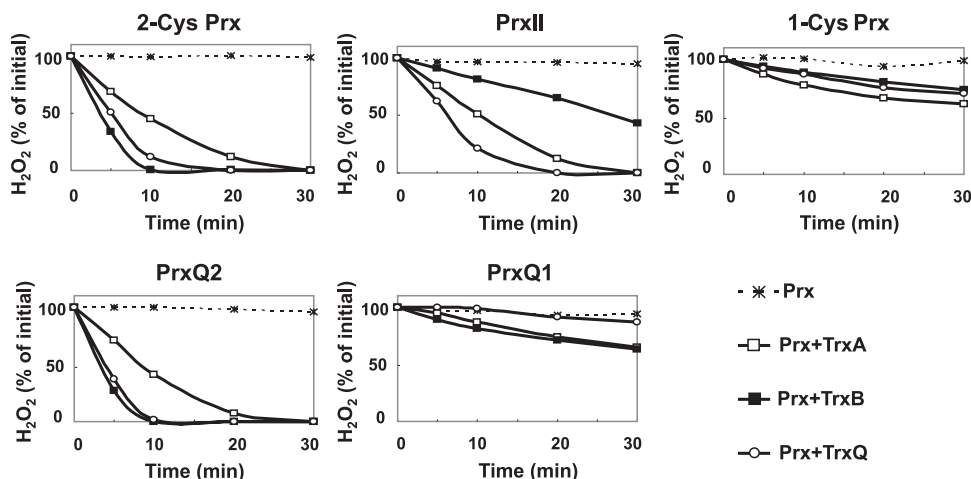 2-Cys Prx
PrxII
1-Cys Prx
H₂O₂ (% of initial)
100
50
0
0 10 20 30
Time (min)
H₂O₂ (% of initial)
100
50
0
0 10 20 30
Time (min)
H₂O₂ (% of initial)
100
50
0
0 10 20 30
Time (min)
PrxQ2
PrxQ1
H₂O₂ (% of initial)
100
50
0
0 10 20 30
Time (min)
H₂O₂ (% of initial)
100
50
0
0 10 20 30
Time (min)
Prx
Prx+TrxA
Prx+TrxB
Prx+TrxQ